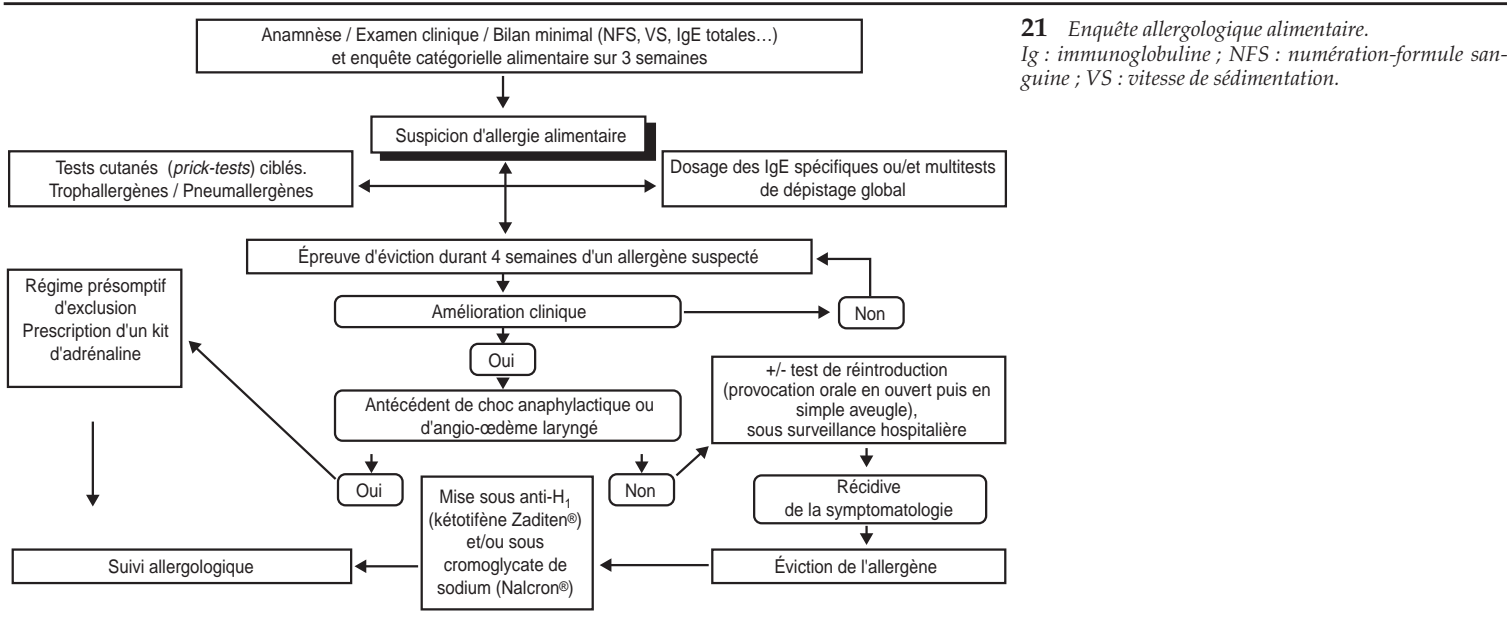 Anamnèse / Examen clinique / Bilan minimal (NFS, VS, IgE totales…)
et enquête catégorielle alimentaire sur 3 semaines
21 Enquête allergologique alimentaire.
Ig : immunoglobuline ; NFS : numération-formule san-
guine ; VS : vitesse de sédimentation.
Suspicion d'allergie alimentaire
Tests cutanés (prick-tests) ciblés.
Trophallergènes / Pneumallergènes
Dosage des IgE spécifiques ou/et multitests
de dépistage global
Épreuve d'éviction durant 4 semaines d'un allergène suspecté
Régime présomptif
d'exclusion
Prescription d'un kit
d'adrénaline
Amélioration clinique
Non
Oui
+/- test de réintroduction
(provocation orale en ouvert puis en
simple aveugle),
sous surveillance hospitalière
Antécédent de choc anaphylactique ou
d'angio-œdème laryngé
Oui
Non
Mise sous anti-H1
(kétotifène Zaditen®)
et/ou sous
cromoglycate de
sodium (Nalcron®)
Récidive
de la symptomatologie
Suivi allergologique
Éviction de l'allergène